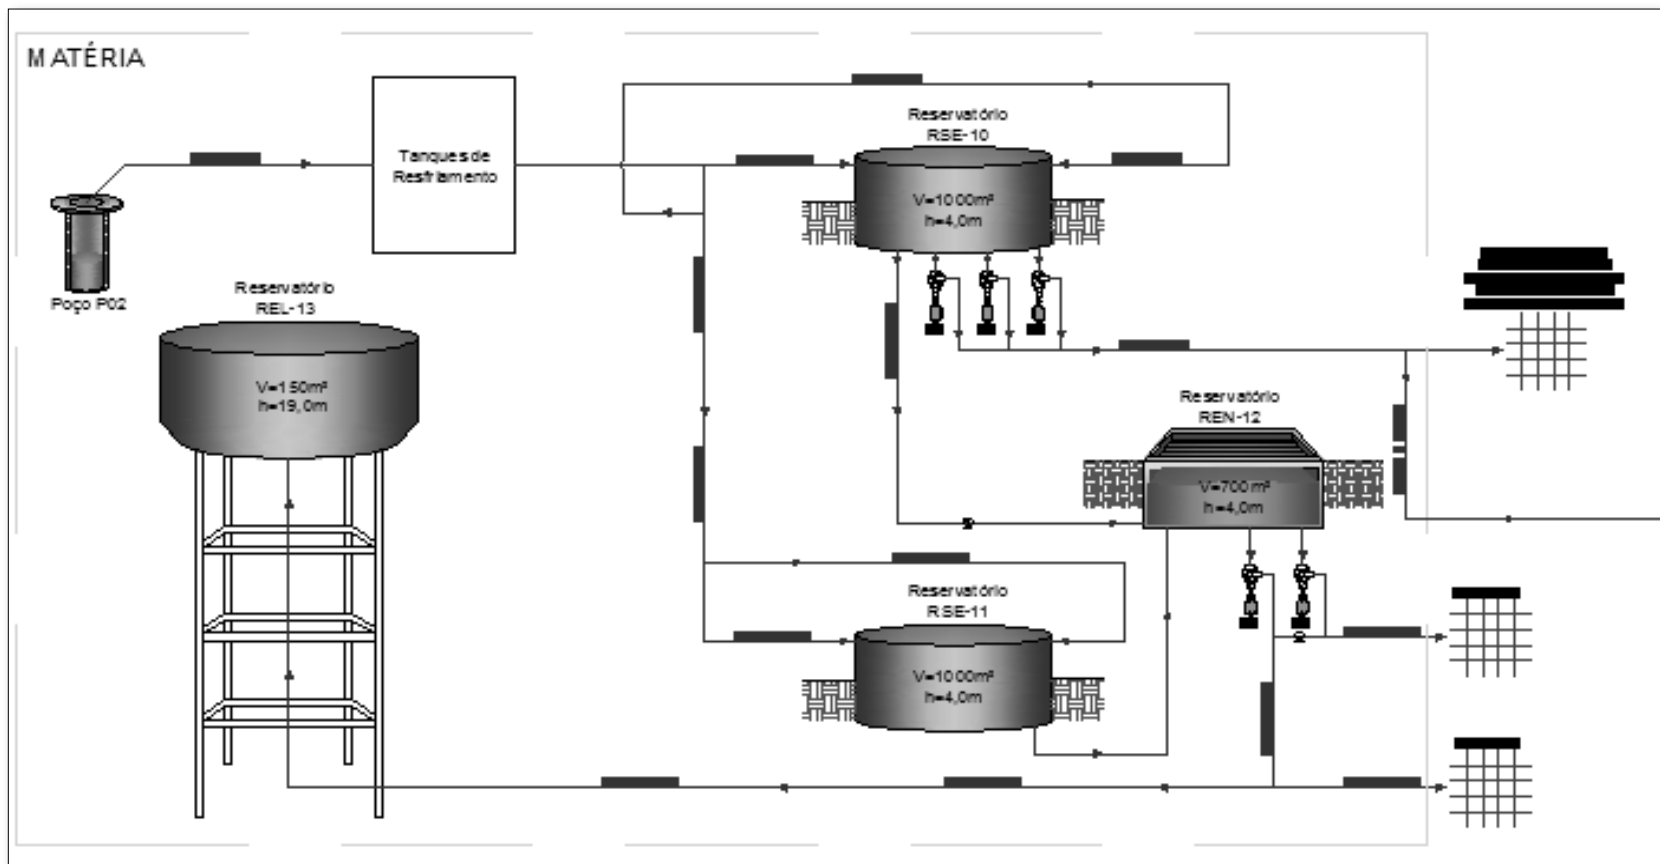 MATÉRIA
Reservatório
RSE-10
Tanques de
Resfriamento
V=1000m³
h=4,0m
Poço P02
Reservatório
REL-13
V=150m³
h=19,0m
Reservatório
REN-12
V=700m³
h=4,0m
Reservatório
RSE-11
V=1000m³
h=4,0m